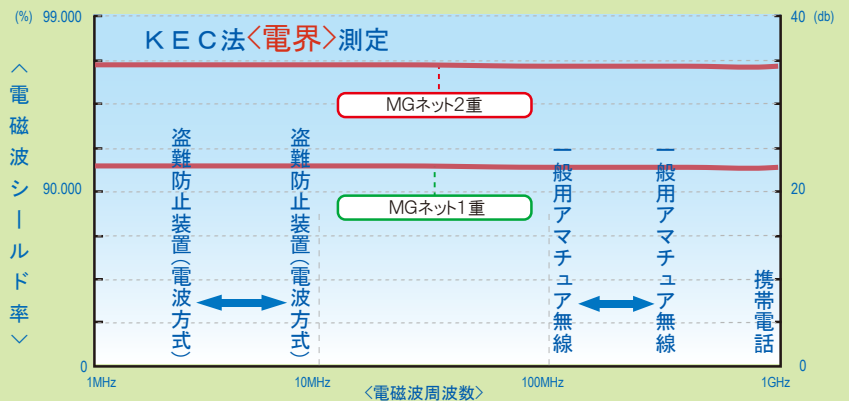 (%) 99.000
40 (db)
KEC法<電界>測定
MGネット2重
盗難防止装置(電波方式)
盗難防止装置(電波方式)
一般用アマチュア無線
一般用アマチュア無線
携帯電話
<電磁波シールド率>
90.000
20
MGネット1重
0
0
1MHz
10MHz
100MHz
1GHz
<電磁波周波数>